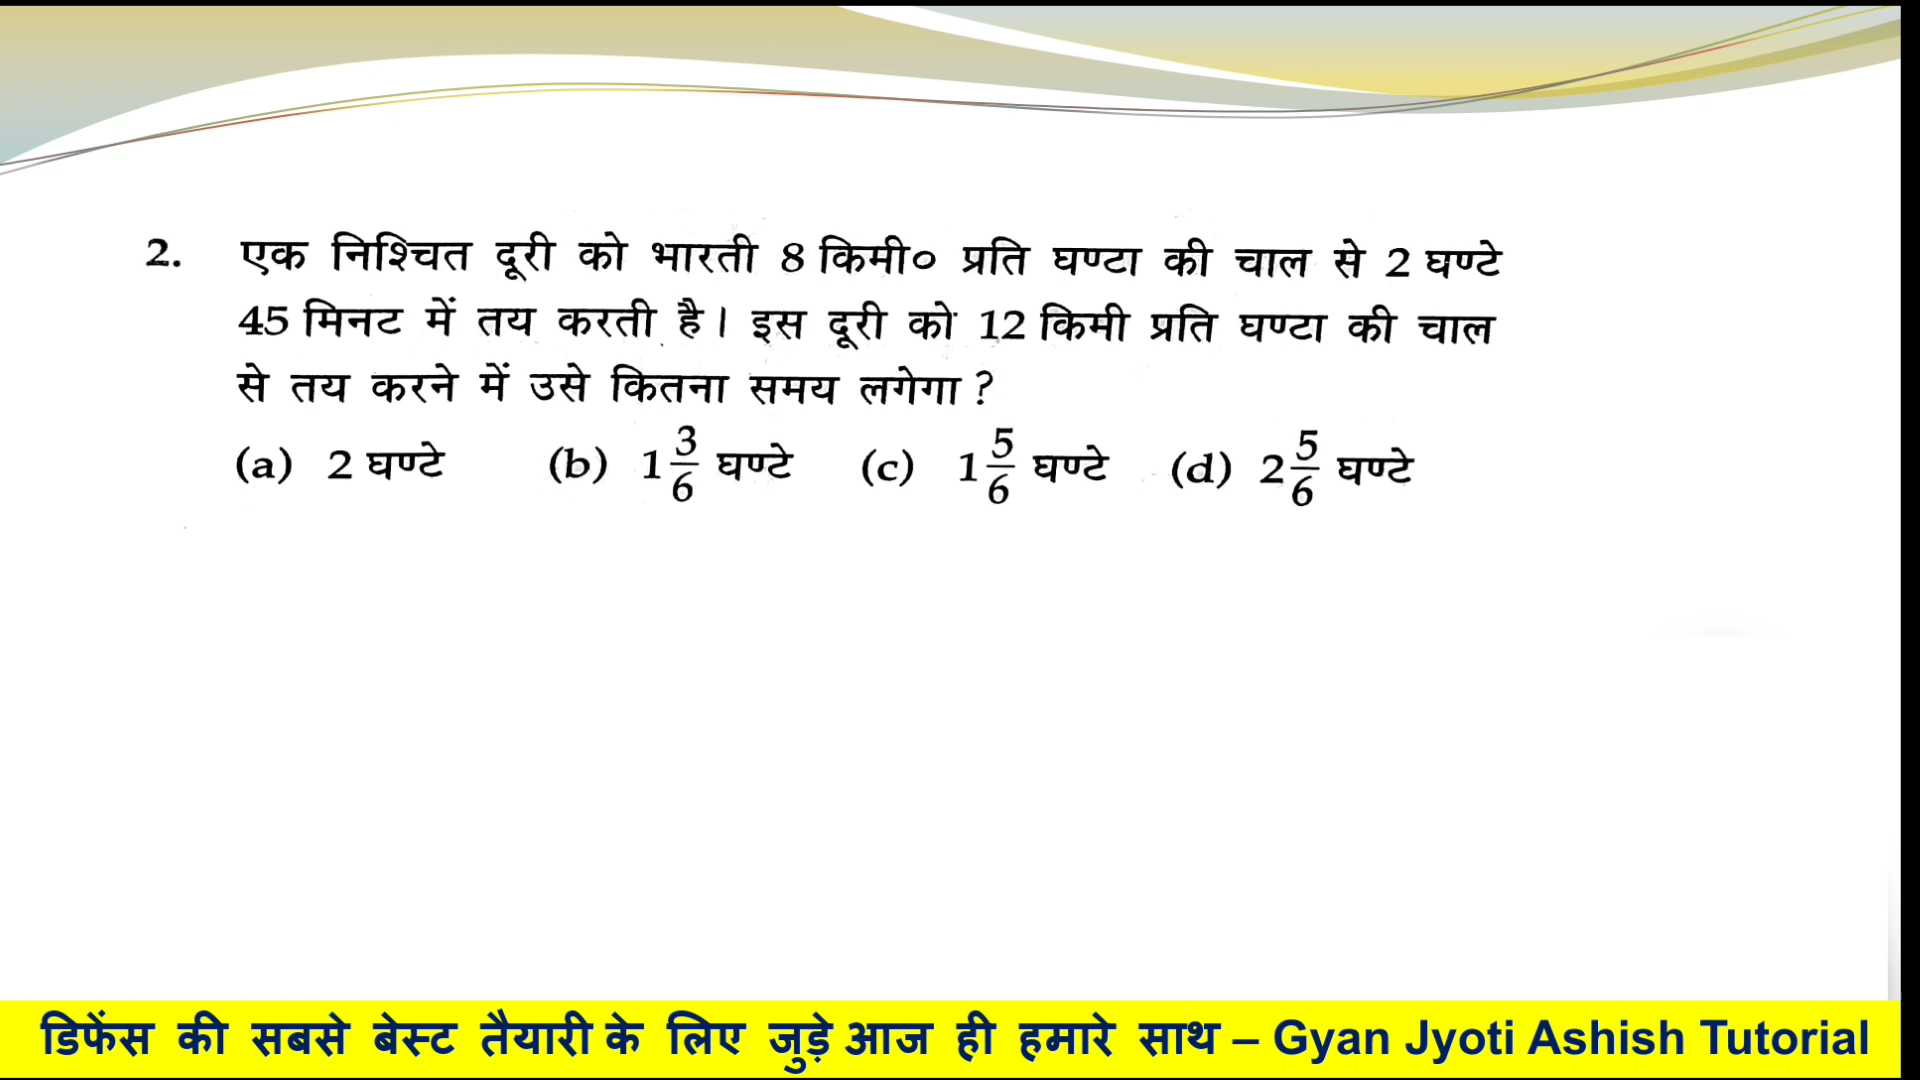 2. एक निश्चित दूरी को भारती 8 किमी० प्रति घण्टा की चाल से 2 घण्टे
45 मिनट में तय करती है। इस दूरी को 12 किमी प्रति घण्टा की चाल
से तय करने में उसे कितना समय लगेगा ?
(a) 2 घण्टे (b) 1 3/6 घण्टे (c) 1 5/6 घण्टे (d) 2 5/6 घण्टे
डिफेंस की सबसे बेस्ट तैयारी के लिए जुड़े आज ही हमारे साथ – Gyan Jyoti Ashish Tutorial